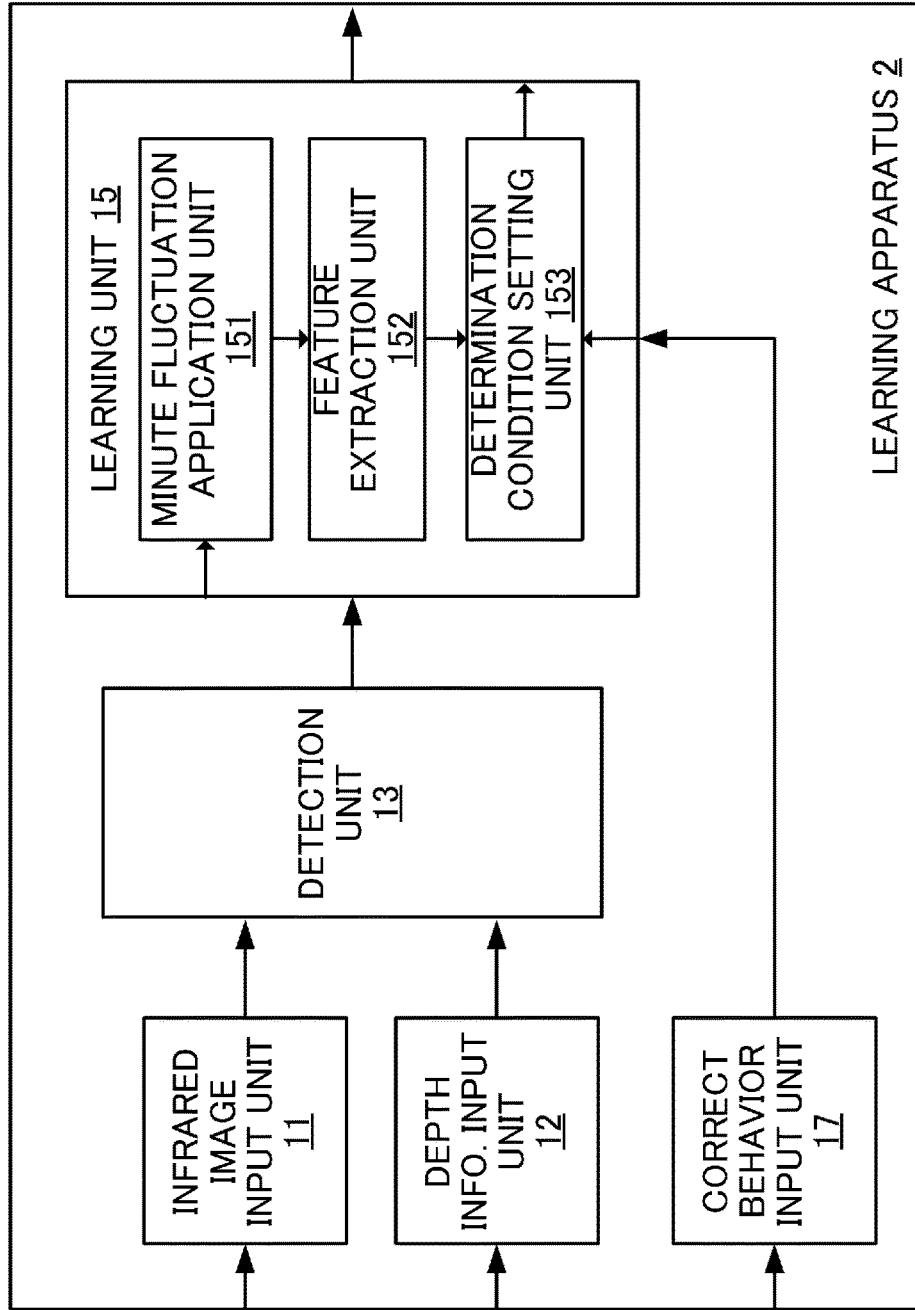 INFRARED
IMAGE
INPUT UNIT
11
DEPTH
INFO. INPUT
UNIT
12
CORRECT
BEHAVIOR
INPUT UNIT
17
DETECTION
UNIT
13
LEARNING UNIT 15
MINUTE FLUCTUATION
APPLICATION UNIT
151
FEATURE
EXTRACTION UNIT
152
DETERMINATION
CONDITION SETTING
UNIT 153
LEARNING APPARATUS 2